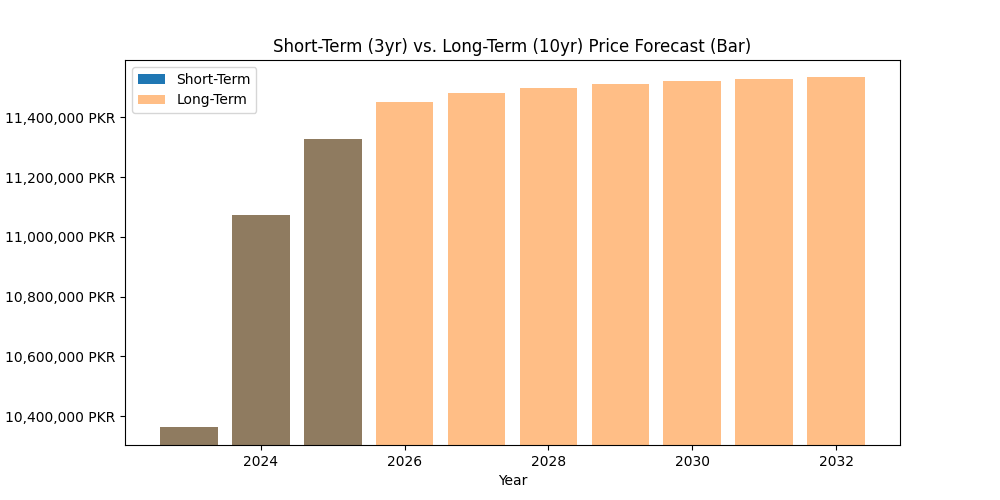 Short-Term (3yr) vs. Long-Term (10yr) Price Forecast (Bar)
Short-Term
Long-Term
11,400,000 PKR
11,200,000 PKR
11,000,000 PKR
10,800,000 PKR
10,600,000 PKR
10,400,000 PKR
2024 2026 2028 2030 2032
Year